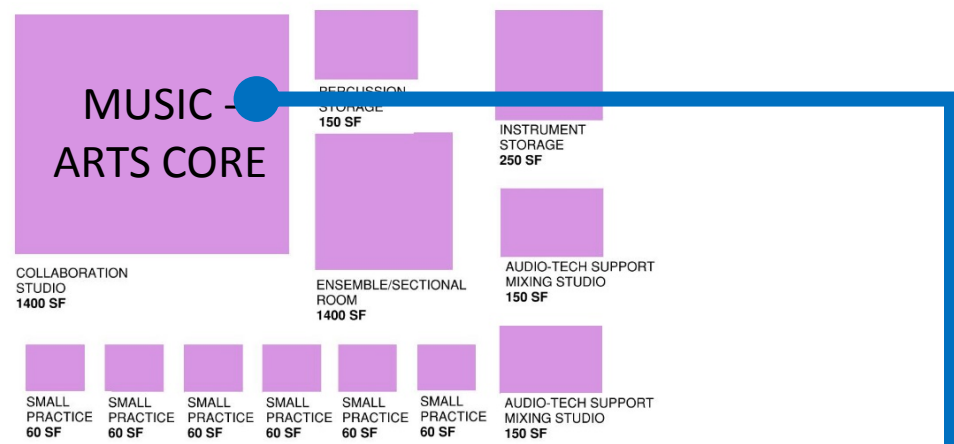 MUSIC -
ARTS CORE
COLLABORATION
STUDIO
1400 SF
PERCUSSION
STORAGE
150 SF
INSTRUMENT
STORAGE
250 SF
ENSEMBLE/SECTIONAL
ROOM
1400 SF
AUDIO-TECH SUPPORT
MIXING STUDIO
150 SF
SMALL
PRACTICE
60 SF
SMALL
PRACTICE
60 SF
SMALL
PRACTICE
60 SF
SMALL
PRACTICE
60 SF
SMALL
PRACTICE
60 SF
SMALL
PRACTICE
60 SF
AUDIO-TECH SUPPORT
MIXING STUDIO
150 SF